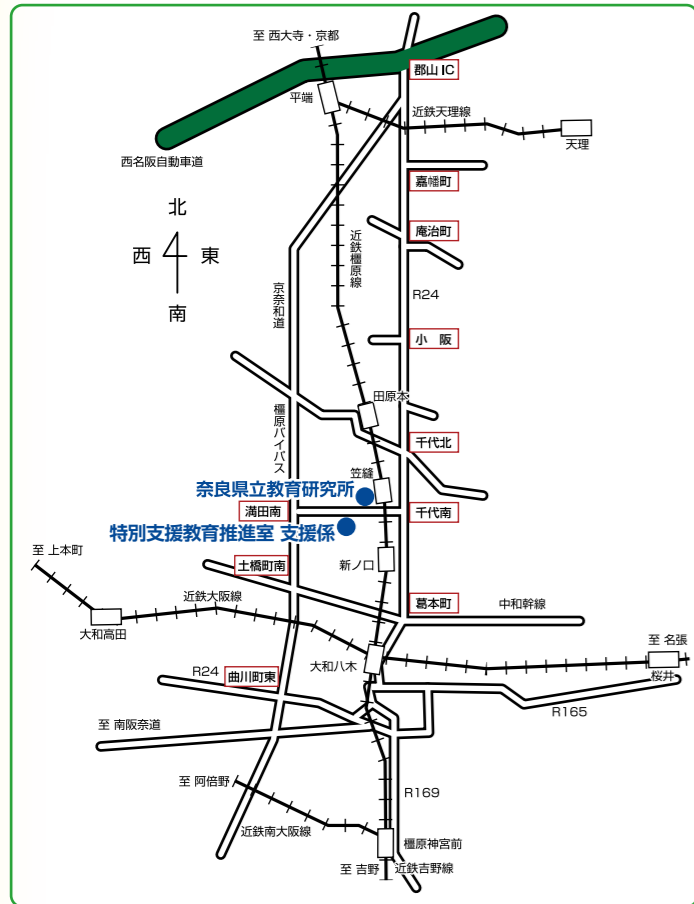 至 西大寺・京都
郡山 IC
平端
近鉄天理線
天理
西名阪自動車道
嘉幡町
北
西
東
南
庵治町
近鉄橿原線
京奈和道
R24
小 阪
田原本
橿原バイパス
千代北
笠縫
奈良県立教育研究所
満田南
千代南
特別支援教育推進室 支援係
至 上本町
土橋町南
新ノ口
近鉄大阪線
葛本町
中和幹線
大和高田
至 名張
大和八木
R24
曲川町東
桜井
R165
至 南阪奈道
至 阿倍野
R169
近鉄南大阪線
橿原神宮前
至 吉野
近鉄吉野線